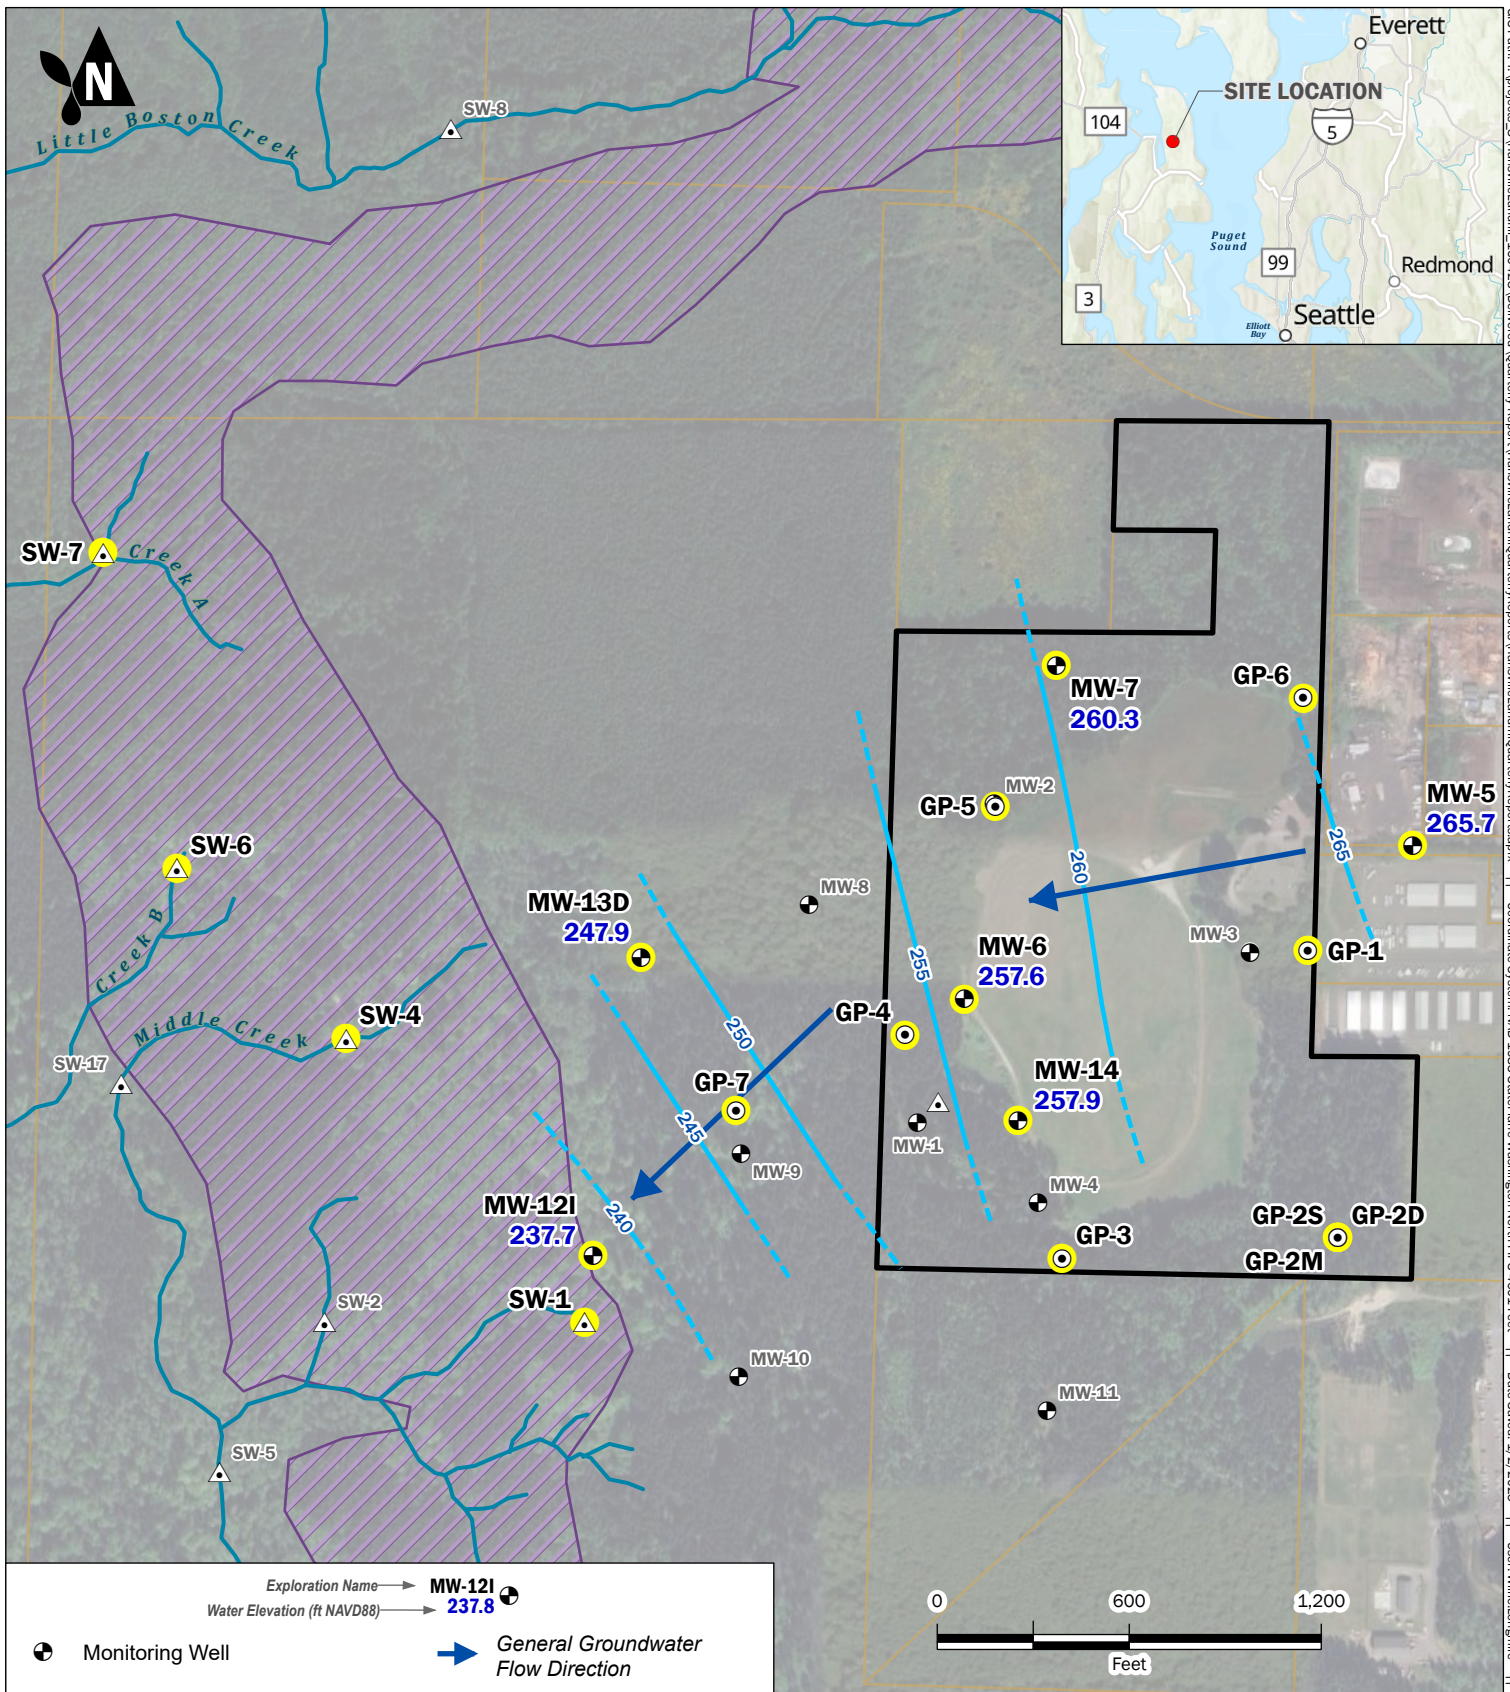 N
Little Boston Creek
SW-8
Everett
SITE LOCATION
104
5
Puget
Sound
99
Redmond
3
Elliott
Bay
Seattle
SW-7
Creek A
MW-7
260.3
GP-6
GP-5
MW-2
MW-5
265.7
265
260
SW-6
MW-8
MW-13D
247.9
Creek B
MW-3
GP-1
MW-6
257.6
255
SW-4
Middle Creek
GP-4
250
SW-17
GP-7
MW-14
257.9
245
MW-1
MW-9
MW-4
MW-12I
237.7
240
GP-2S
GP-2D
GP-2M
GP-3
SW-1
SW-2
MW-10
MW-11
SW-5
Exploration Name
MW-12I
Water Elevation (ft NAVD88)
237.8
Monitoring Well
General Groundwater
Flow Direction
0
600
1,200
Feet